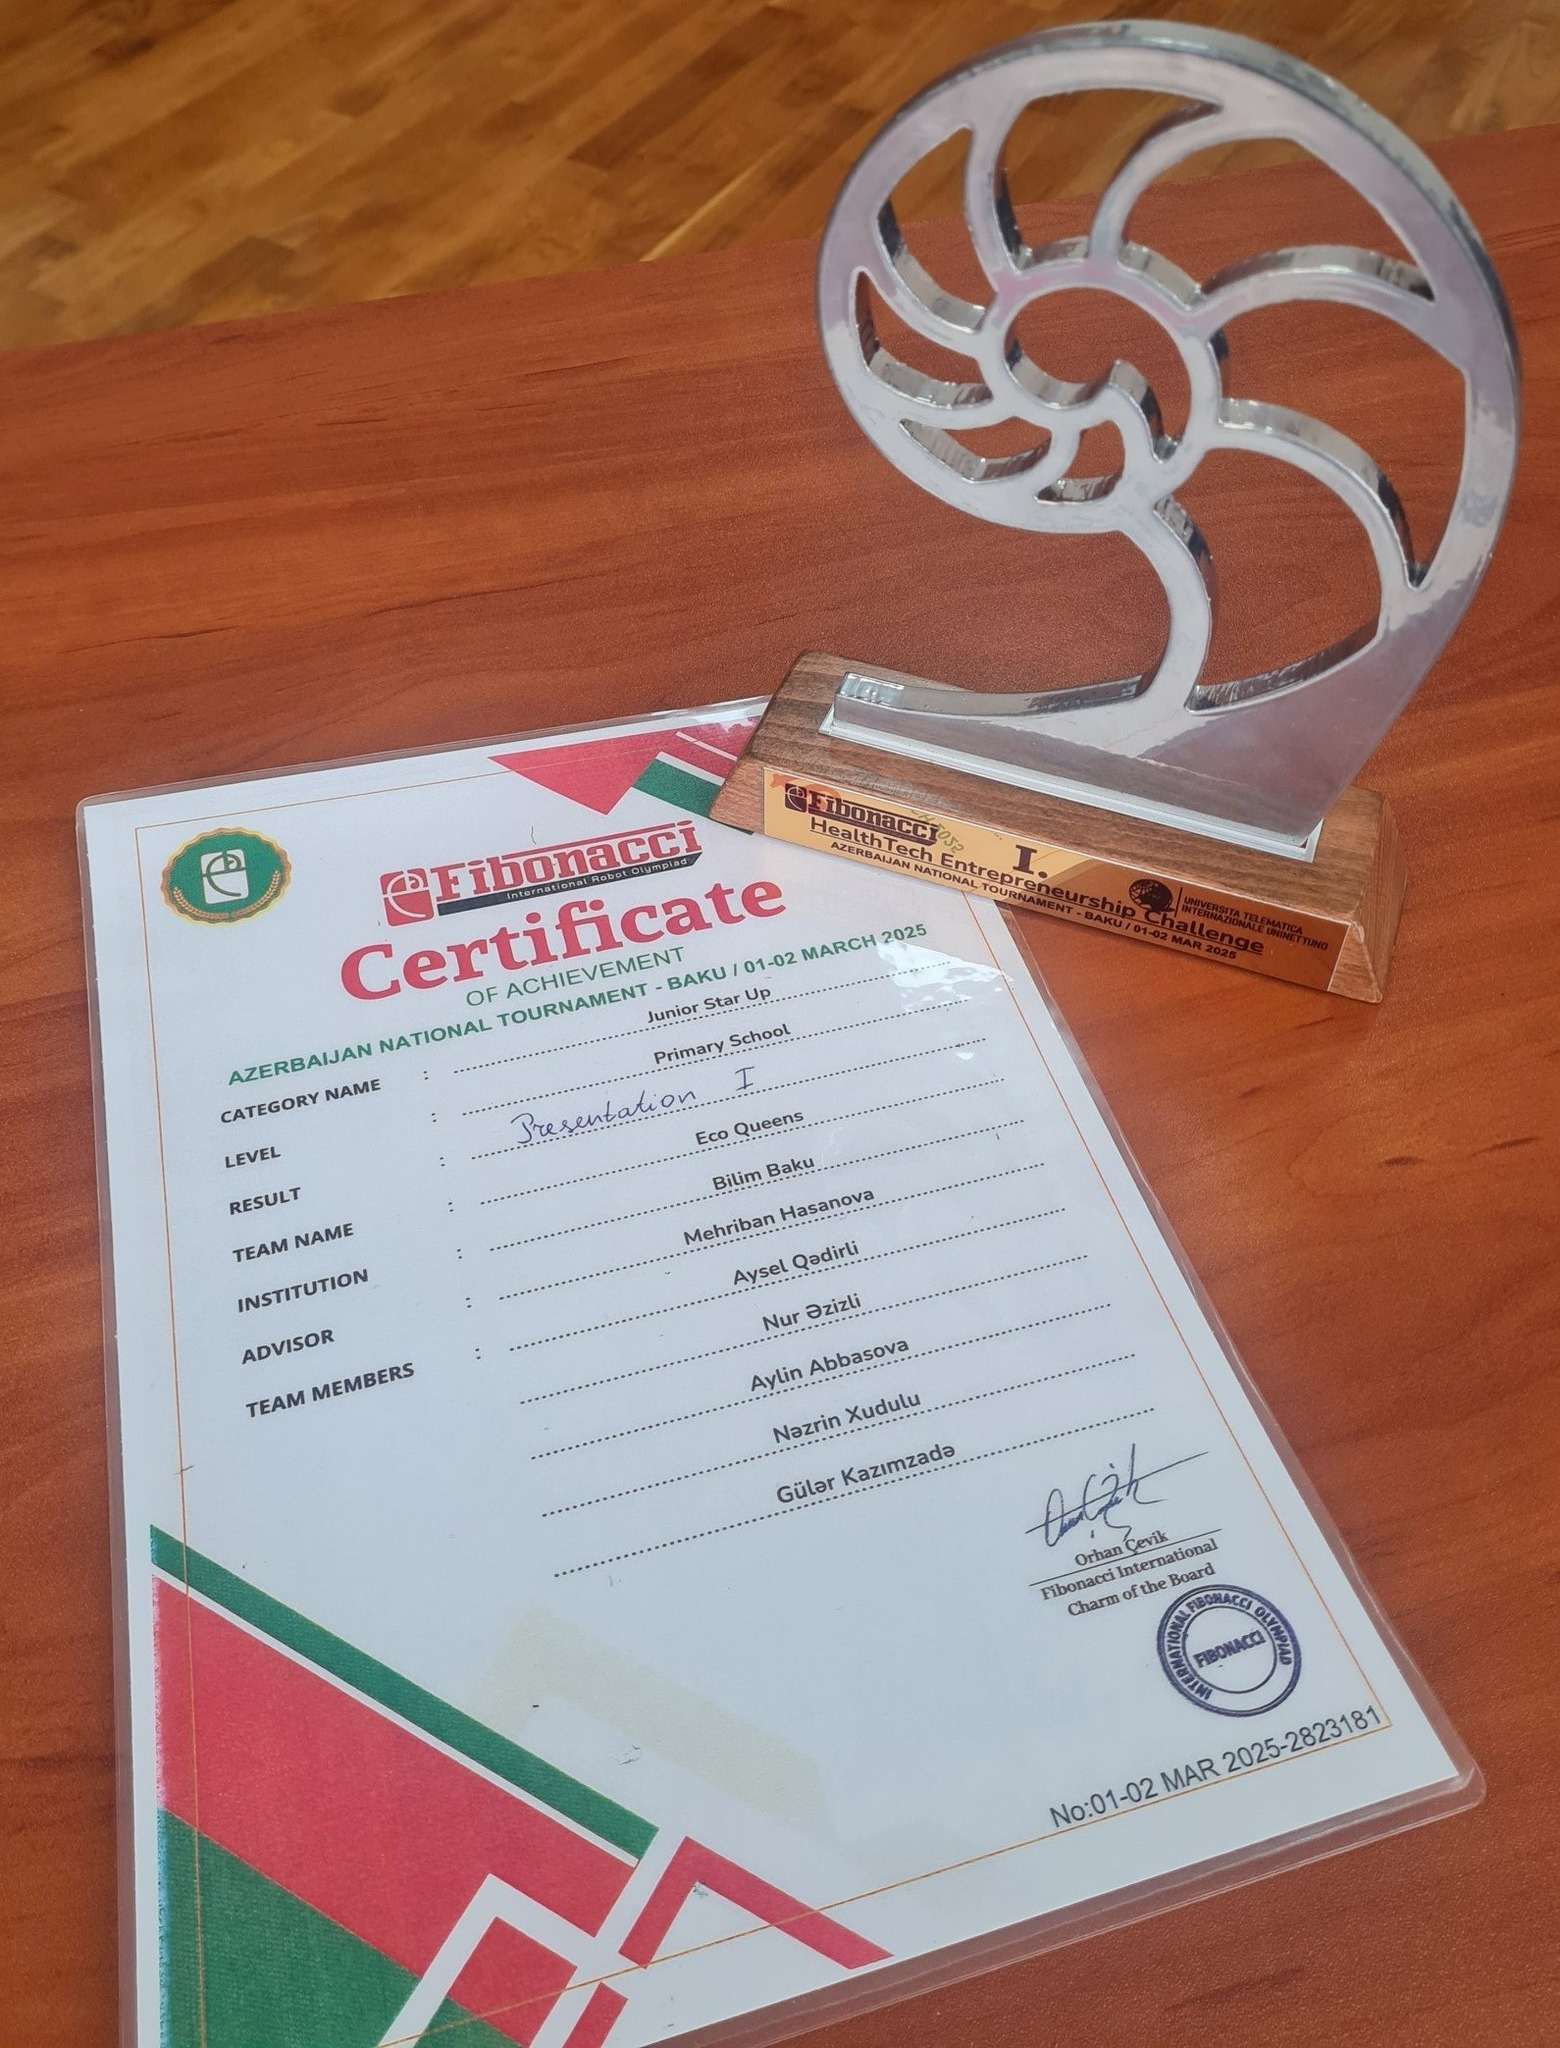 Fibonacci
HealthTech Entrepreneurship Challenge
I.
AZERBAIJAN NATIONAL TOURNAMENT - BAKU / 01-02 MAR 2025
UNIVERSITA TELEMATICA
INTERNAZIONALE UNINETTUNO
Fibonacci
International Robot Olympiad
Certificate
OF ACHIEVEMENT
AZERBAIJAN NATIONAL TOURNAMENT - BAKU / 01-02 MARCH 2025
CATEGORY NAME : Junior Star Up
LEVEL : Primary School
RESULT : Presentation I
TEAM NAME : Eco Queens
INSTITUTION : Bilim Baku
ADVISOR : Mehriban Hasanova
TEAM MEMBERS : Aysel Qədirli
Nur Əzizli
Aylin Abbasova
Nəzrin Xudulu
Gülər Kazımzadə
Orhan Çevik
Fibonacci International
Charm of the Board
INTERNATIONAL FIBONACCI OLYMPIAD
FIBONACCI
No:01-02 MAR 2025-2823181